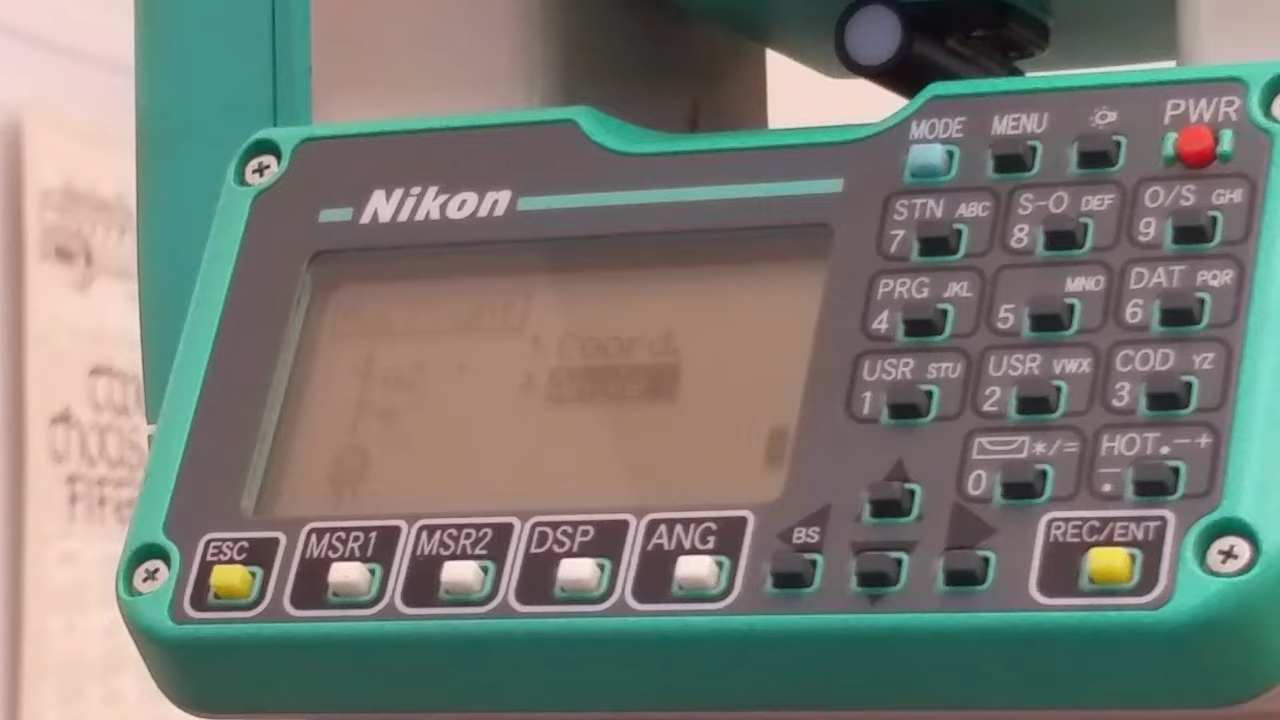 MODE MENU PWR
Nikon
STN ABC S-O DEF O/S GHI
7 8 9
PRG JKL MNO DAT PQR
4 5 6
USR STU USR VWX COD YZ
1 2 3
*/= HOT.-+
0 .
BS
ESC MSR1 MSR2 DSP ANG REC/ENT
Coord